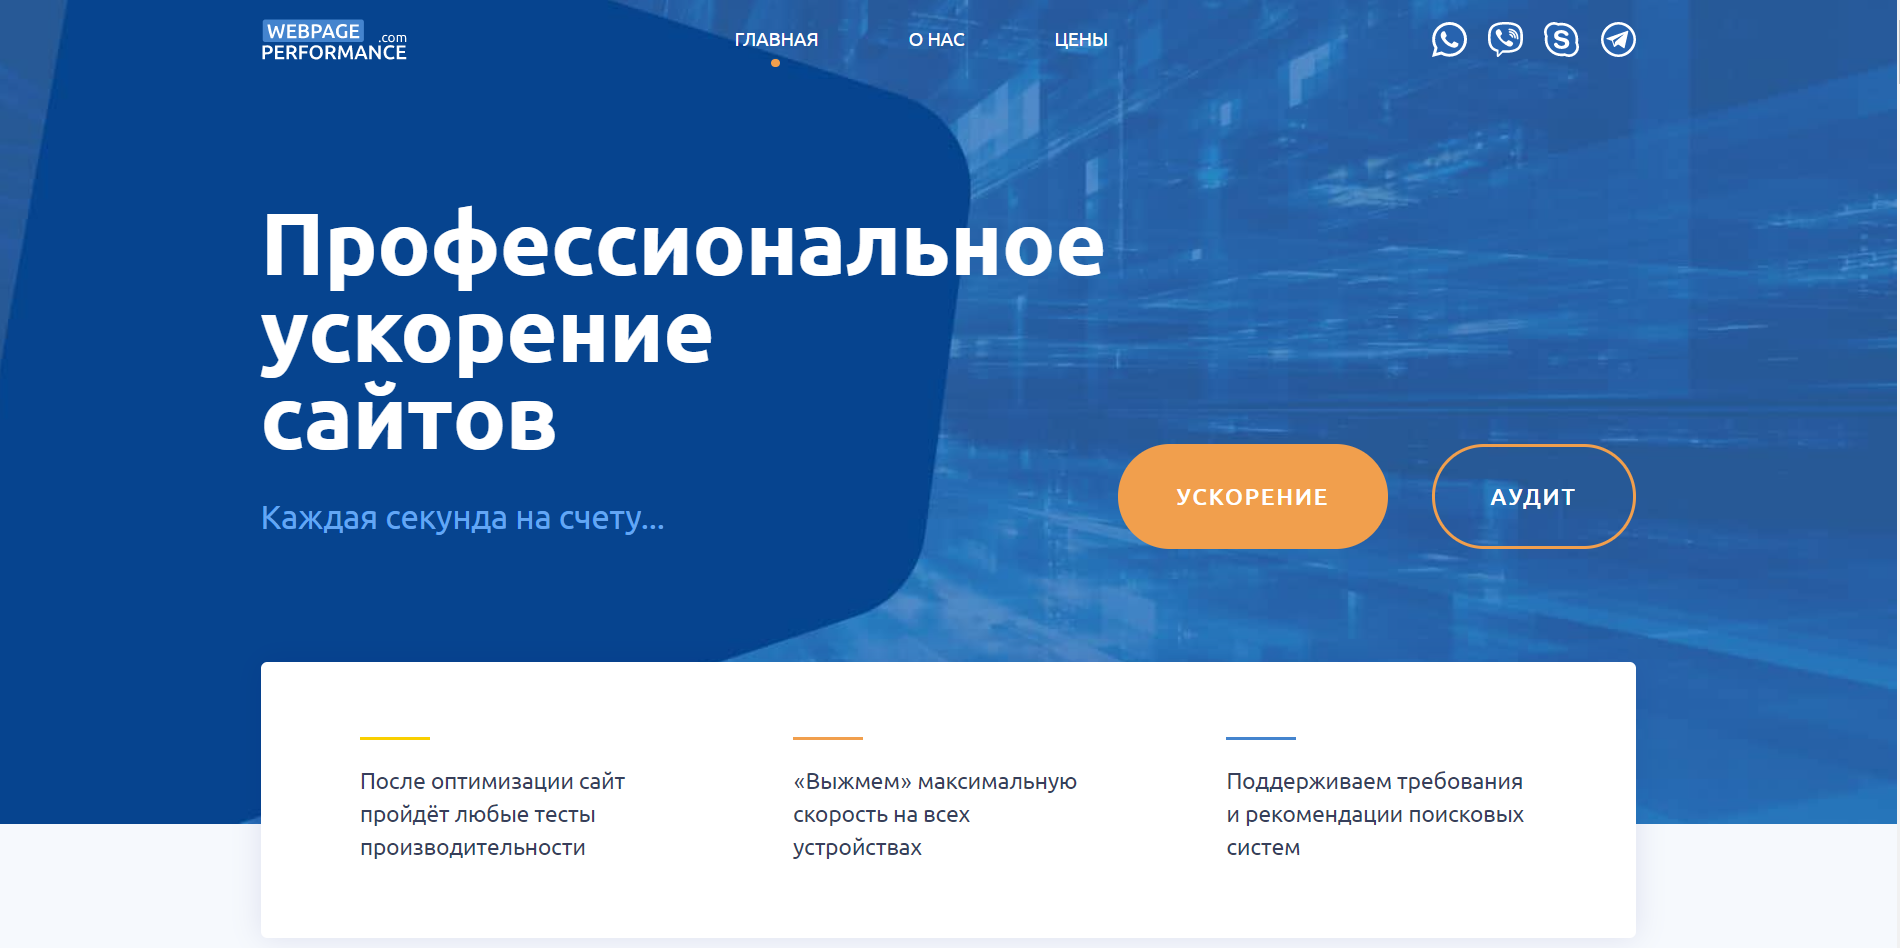 WEBPAGE
.com
PERFORMANCE
ГЛАВНАЯ
О НАС
ЦЕНЫ
Профессиональное
ускорение
сайтов
Каждая секунда на счету...
УСКОРЕНИЕ
АУДИТ
После оптимизации сайт
пройдёт любые тесты
производительности
«Выжмем» максимальную
скорость на всех
устройствах
Поддерживаем требования
и рекомендации поисковых
систем